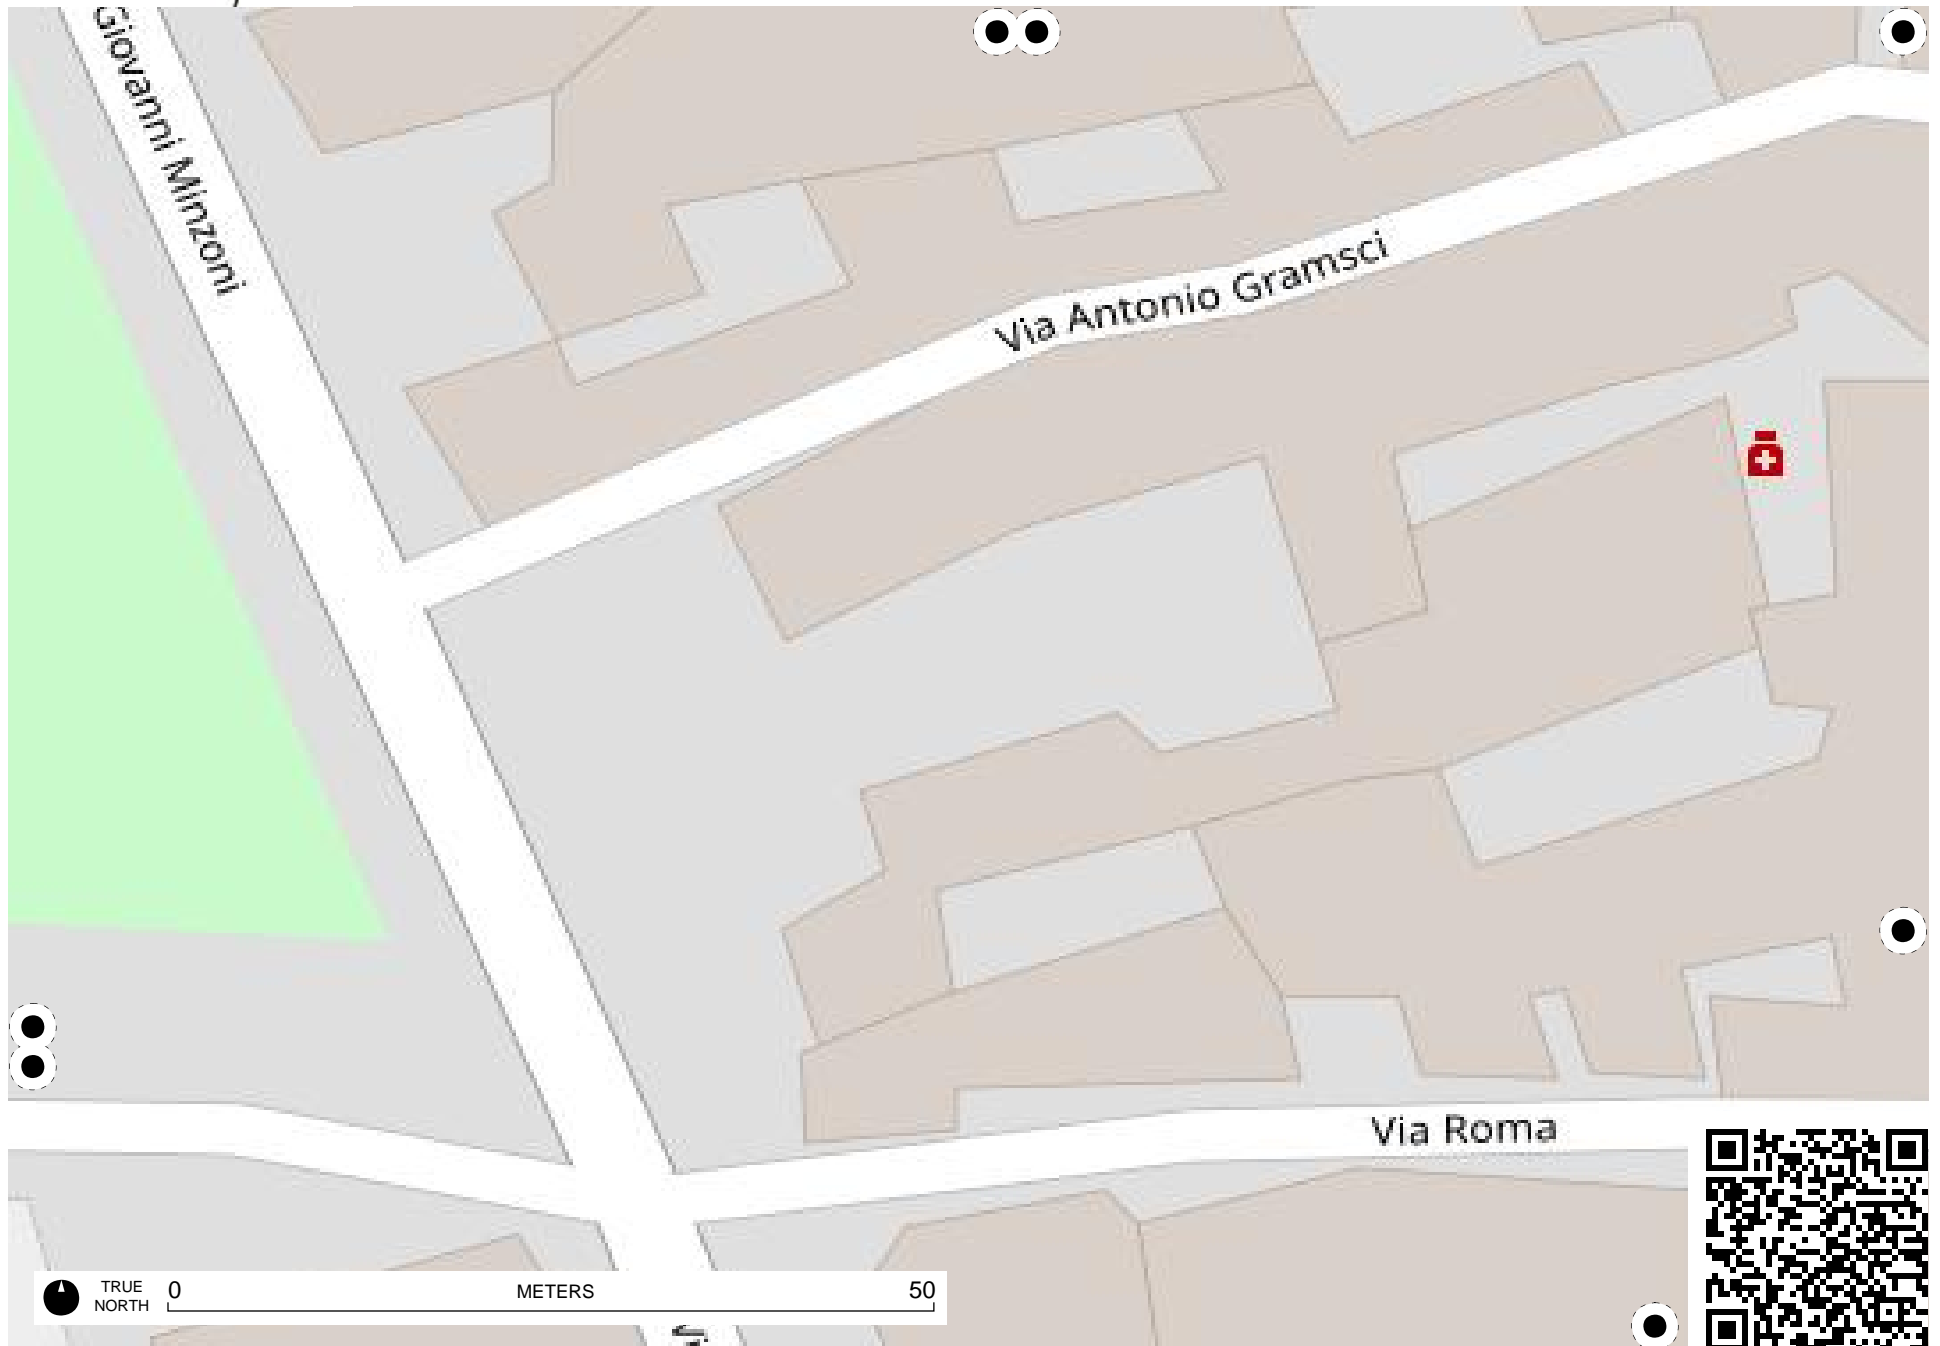 Giovanni Minzoni
Via Antonio Gramsci
Via Roma
TRUE
NORTH
0
METERS
50